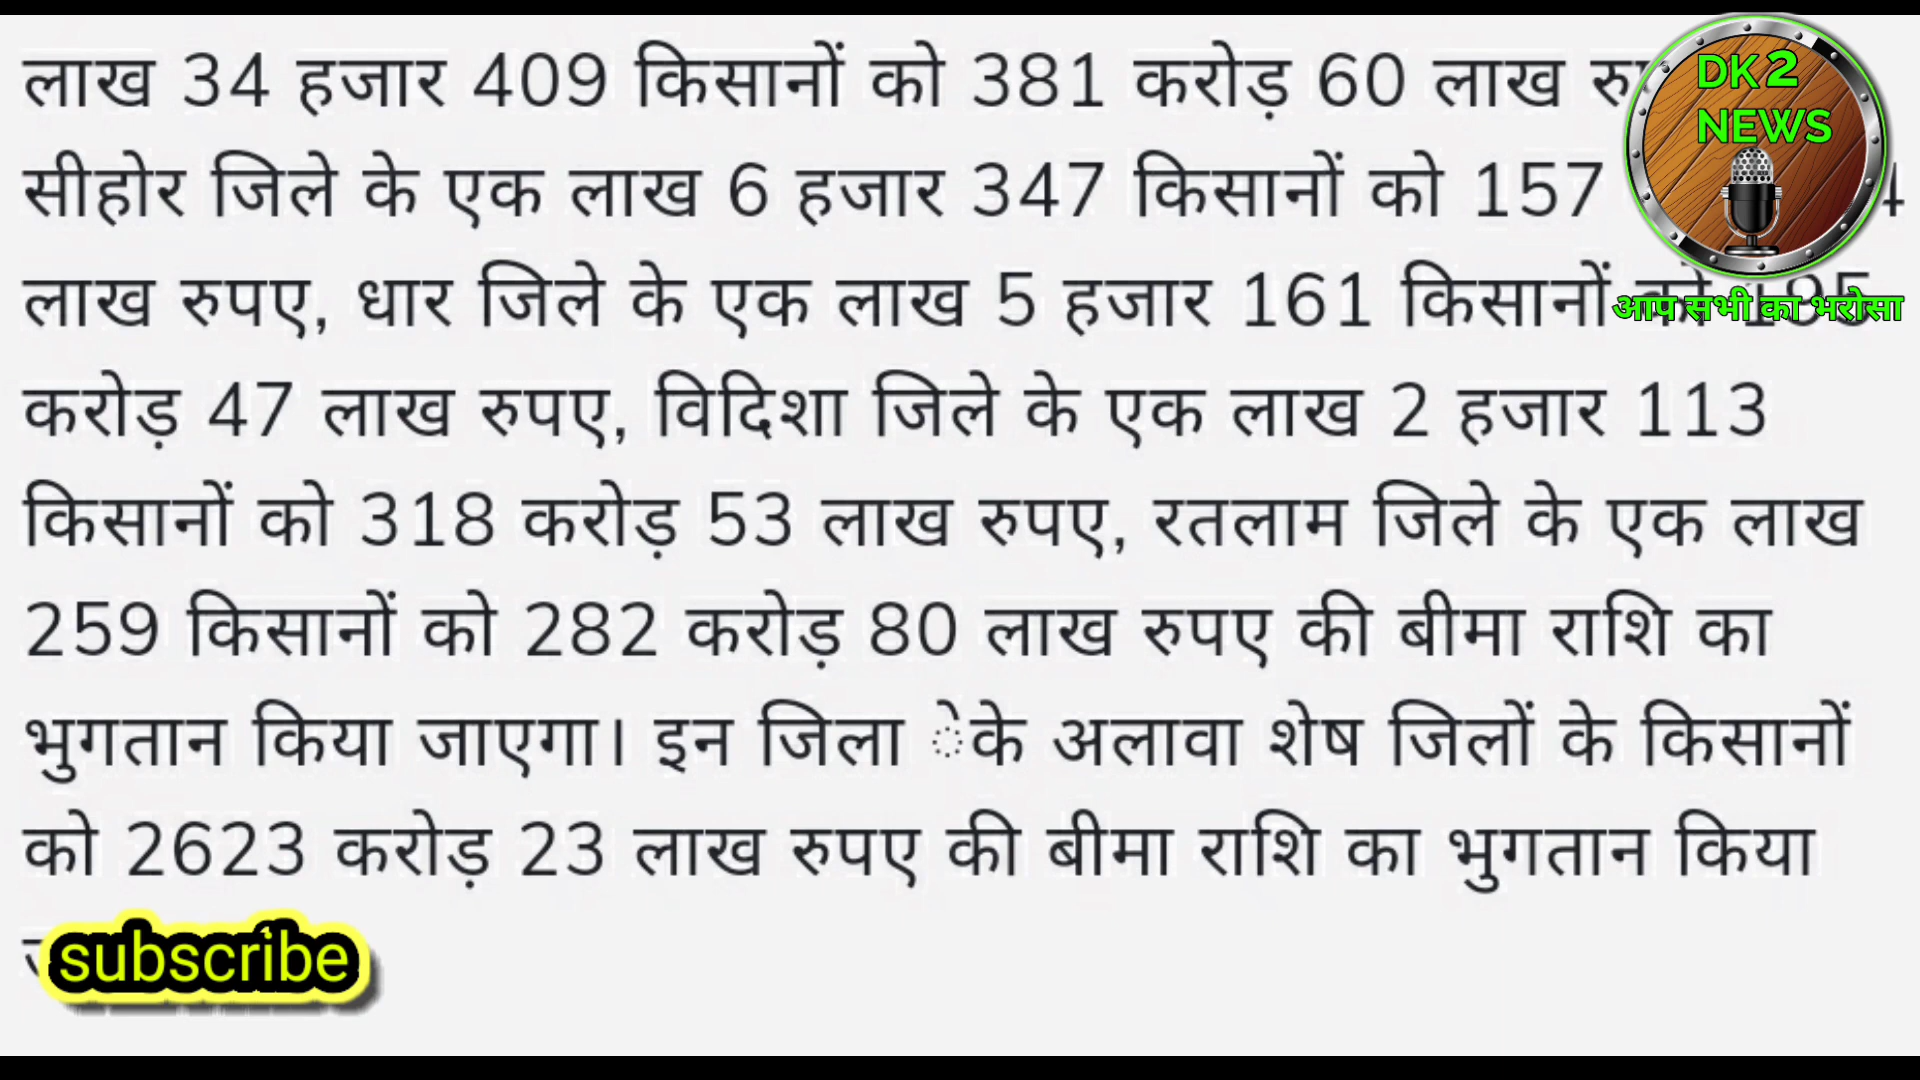 लाख 34 हजार 409 किसानों को 381 करोड़ 60 लाख
सीहोर जिले के एक लाख 6 हजार 347 किसानों को 157
लाख रुपए, धार जिले के एक लाख 5 हजार 161 किसानों को
करोड़ 47 लाख रुपए, विदिशा जिले के एक लाख 2 हजार 113
किसानों को 318 करोड़ 53 लाख रुपए, रतलाम जिले के एक लाख
259 किसानों को 282 करोड़ 80 लाख रुपए की बीमा राशि का
भुगतान किया जाएगा। इन जिला ेके अलावा शेष जिलों के किसानों
को 2623 करोड़ 23 लाख रुपए की बीमा राशि का भुगतान किया
DK2
NEWS
आप सभी का भरोसा
subscribe